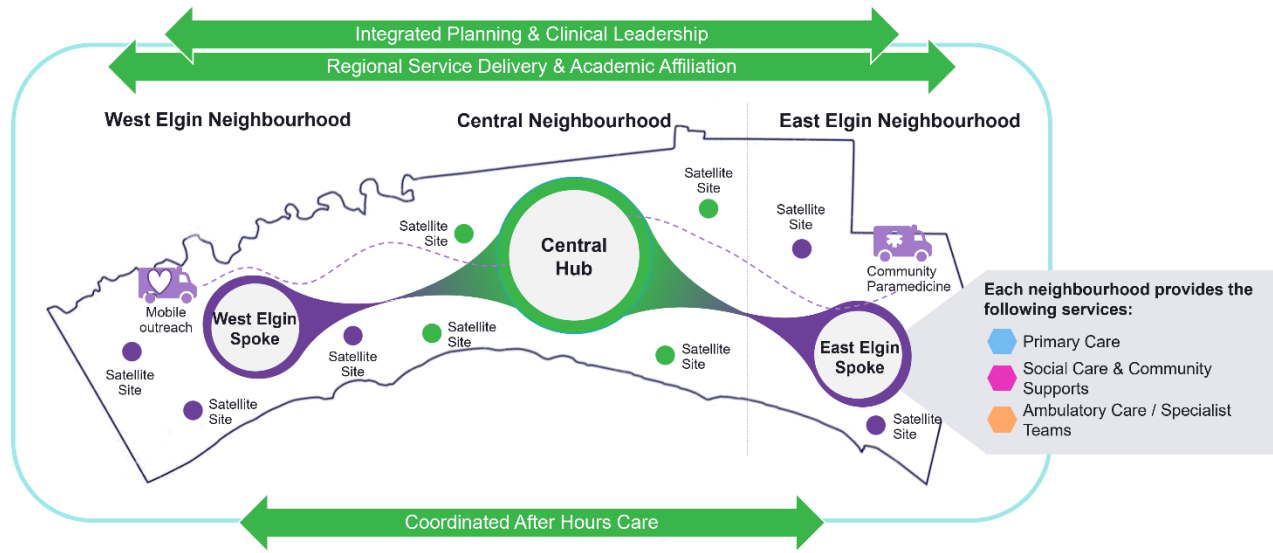 Integrated Planning & Clinical Leadership
Regional Service Delivery & Academic Affiliation
West Elgin Neighbourhood
Central Neighbourhood
East Elgin Neighbourhood
Satellite
Site
Satellite
Site
Satellite
Site
Central
Hub
Community
Paramedicine
Mobile
outreach
West Elgin
Spoke
Satellite
Site
Satellite
Site
Satellite
Site
Satellite
Site
Satellite
Site
East Elgin
Spoke
Satellite
Site
Each neighbourhood provides the
following services:
Primary Care
Social Care & Community
Supports
Ambulatory Care / Specialist
Teams
Coordinated After Hours Care